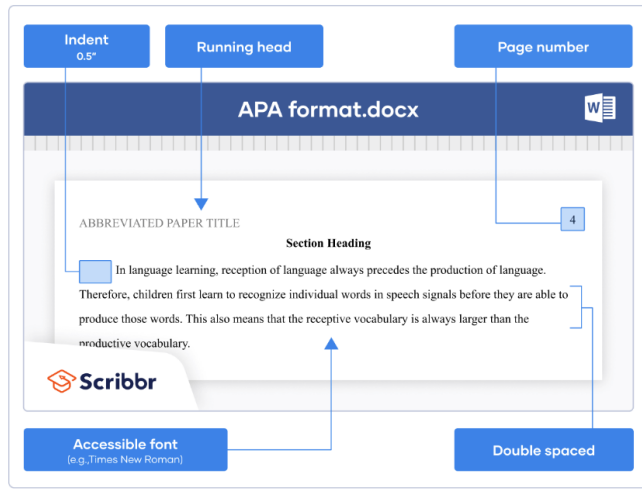 Indent
0.5"
Running head
Page number
APA format.docx
W
ABBREVIATED PAPER TITLE
4
Section Heading
In language learning, reception of language always precedes the production of language.
Therefore, children first learn to recognize individual words in speech signals before they are able to
produce those words. This also means that the receptive vocabulary is always larger than the
productive vocabulary.
Scribbr
Accessible font
(e.g.,Times New Roman)
Double spaced